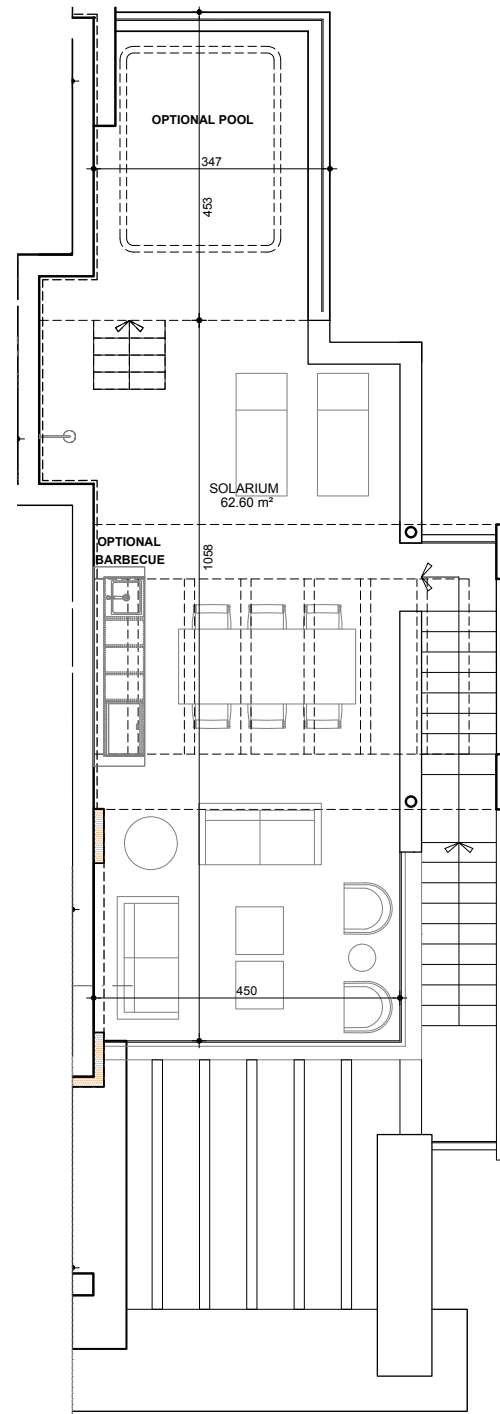 OPTIONAL POOL
347
453
SOLARIUM
62.60 m²
OPTIONAL
BARBECUE
1058
450